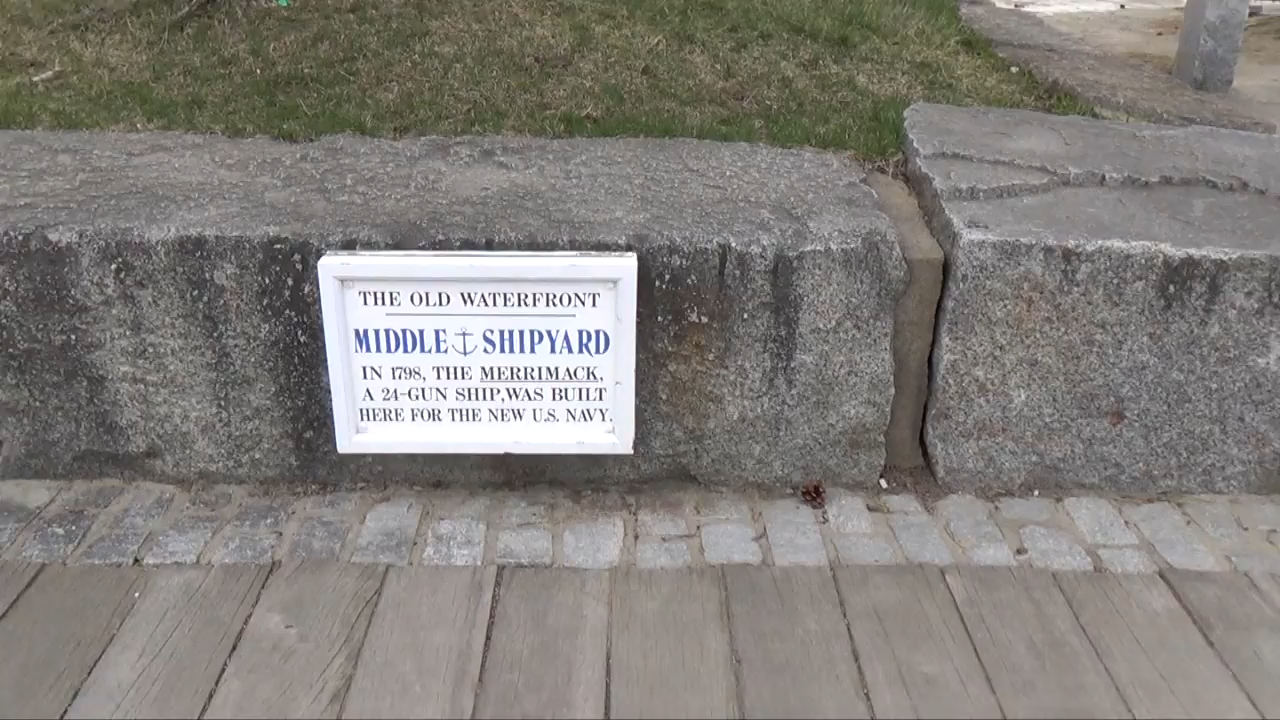 THE OLD WATERFRONT
MIDDLE SHIPYARD
IN 1798, THE MERRIMACK,
A 24-GUN SHIP, WAS BUILT
HERE FOR THE NEW U.S. NAVY.